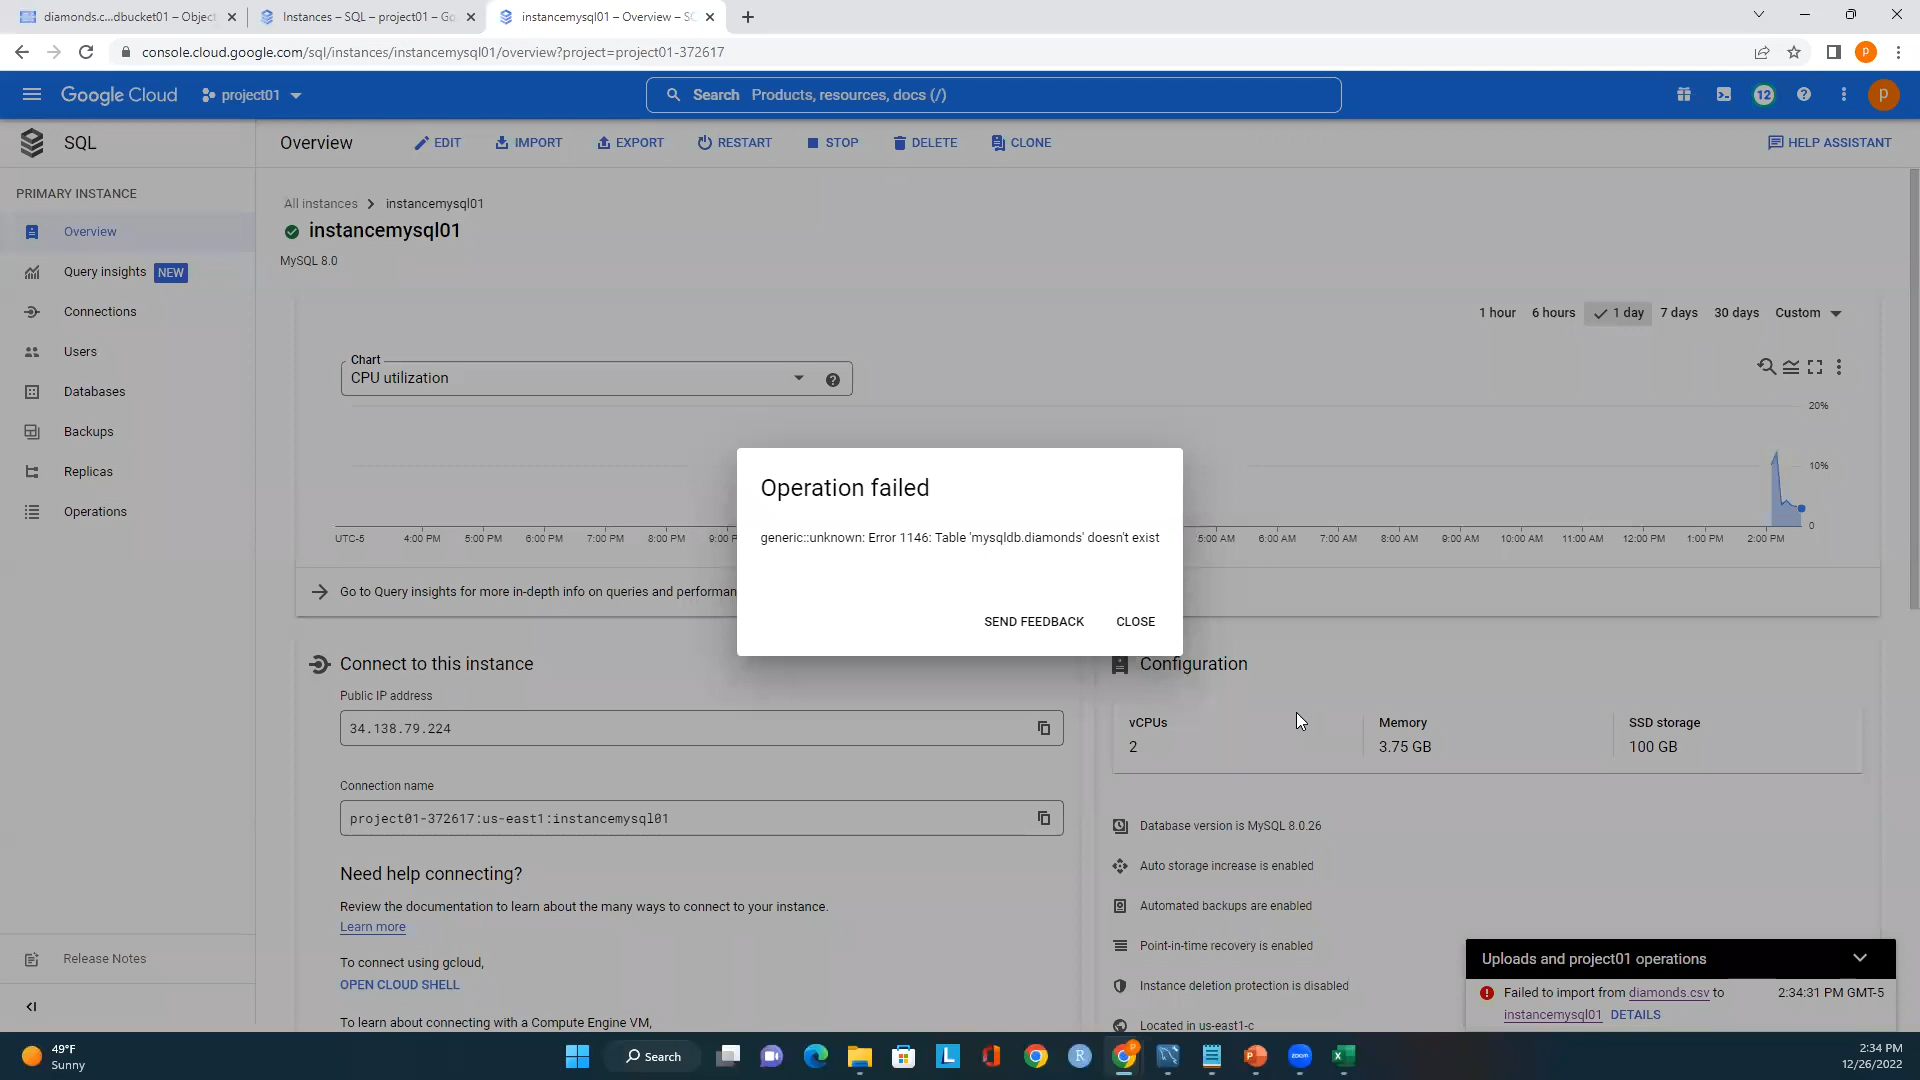 diamonds.c...dbucket01 – Object
Instances – SQL – project01 – Go
instancemysql01 – Overview – SQ
console.cloud.google.com/sql/instances/instancemysql01/overview?project=project01-372617
P
Google Cloud
project01
Search Products, resources, docs (/)
12
P
SQL
Overview
EDIT
IMPORT
EXPORT
RESTART
STOP
DELETE
CLONE
HELP ASSISTANT
PRIMARY INSTANCE
Overview
Query insights NEW
Connections
Users
Databases
Backups
Replicas
Operations
Release Notes
All instances
instancemysql01
instancemysql01
MySQL 8.0
1 hour
6 hours
1 day
7 days
30 days
Custom
Chart
CPU utilization
20%
10%
0
UTC-5
4:00 PM
5:00 PM
6:00 PM
7:00 PM
8:00 PM
9:00 P
5:00 AM
6:00 AM
7:00 AM
8:00 AM
9:00 AM
10:00 AM
11:00 AM
12:00 PM
1:00 PM
2:00 PM
Go to Query insights for more in-depth info on queries and performan
Operation failed
generic::unknown: Error 1146: Table 'mysqldb.diamonds' doesn't exist
SEND FEEDBACK
CLOSE
Connect to this instance
Public IP address
34.138.79.224
Connection name
project01-372617:us-east1:instancemysql01
Need help connecting?
Review the documentation to learn about the many ways to connect to your instance.
Learn more
To connect using gcloud,
OPEN CLOUD SHELL
To learn about connecting with a Compute Engine VM,
Configuration
vCPUs
2
Memory
3.75 GB
SSD storage
100 GB
Database version is MySQL 8.0.26
Auto storage increase is enabled
Automated backups are enabled
Point-in-time recovery is enabled
Instance deletion protection is disabled
Located in us-east1-c
Uploads and project01 operations
Failed to import from diamonds.csv to
instancemysql01 DETAILS
2:34:31 PM GMT-5
49°F
Sunny
Search
L
R
P
zoom
P
X
2:34 PM
12/26/2022